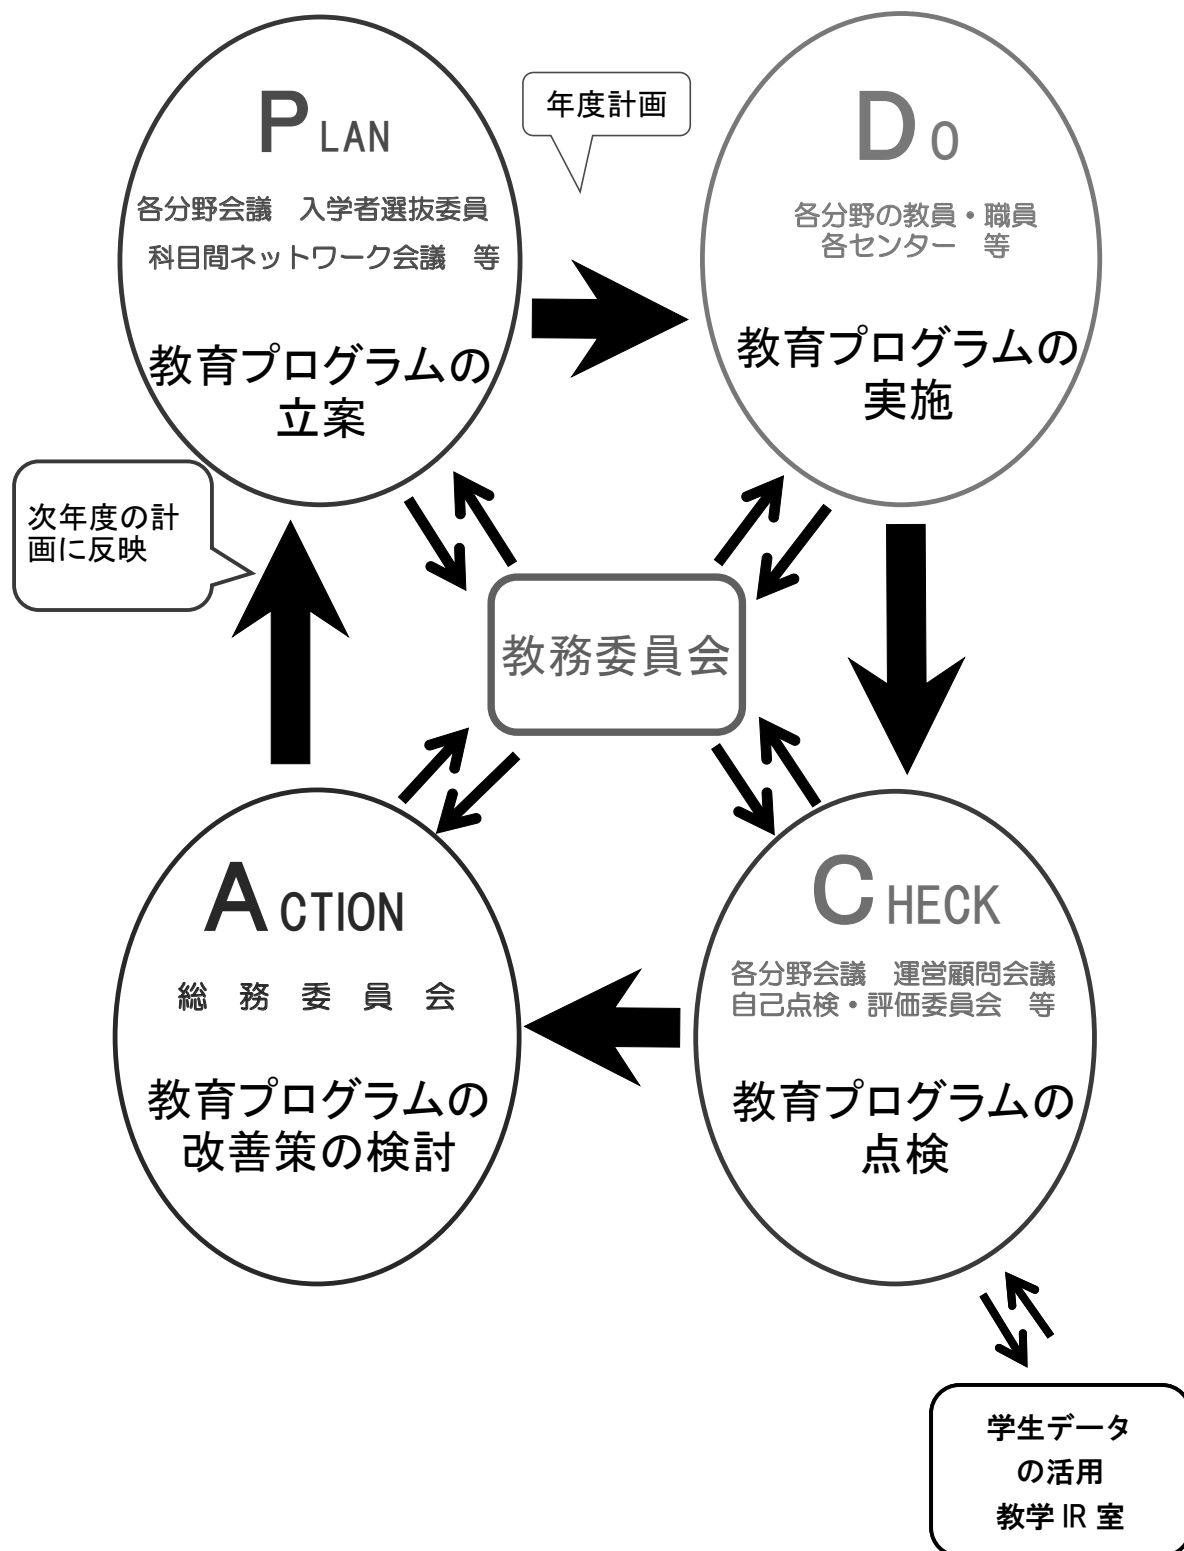 PLAN
各分野会議　入学者選抜委員
科目間ネットワーク会議　等
教育プログラムの
立案
年度計画
DO
各分野の教員・職員
各センター　等
教育プログラムの
実施
次年度の計
画に反映
教務委員会
ACTION
総　務　委　員　会
教育プログラムの
改善策の検討
CHECK
各分野会議　運営顧問会議
自己点検・評価委員会　等
教育プログラムの
点検
学生データ
の活用
教学 IR 室